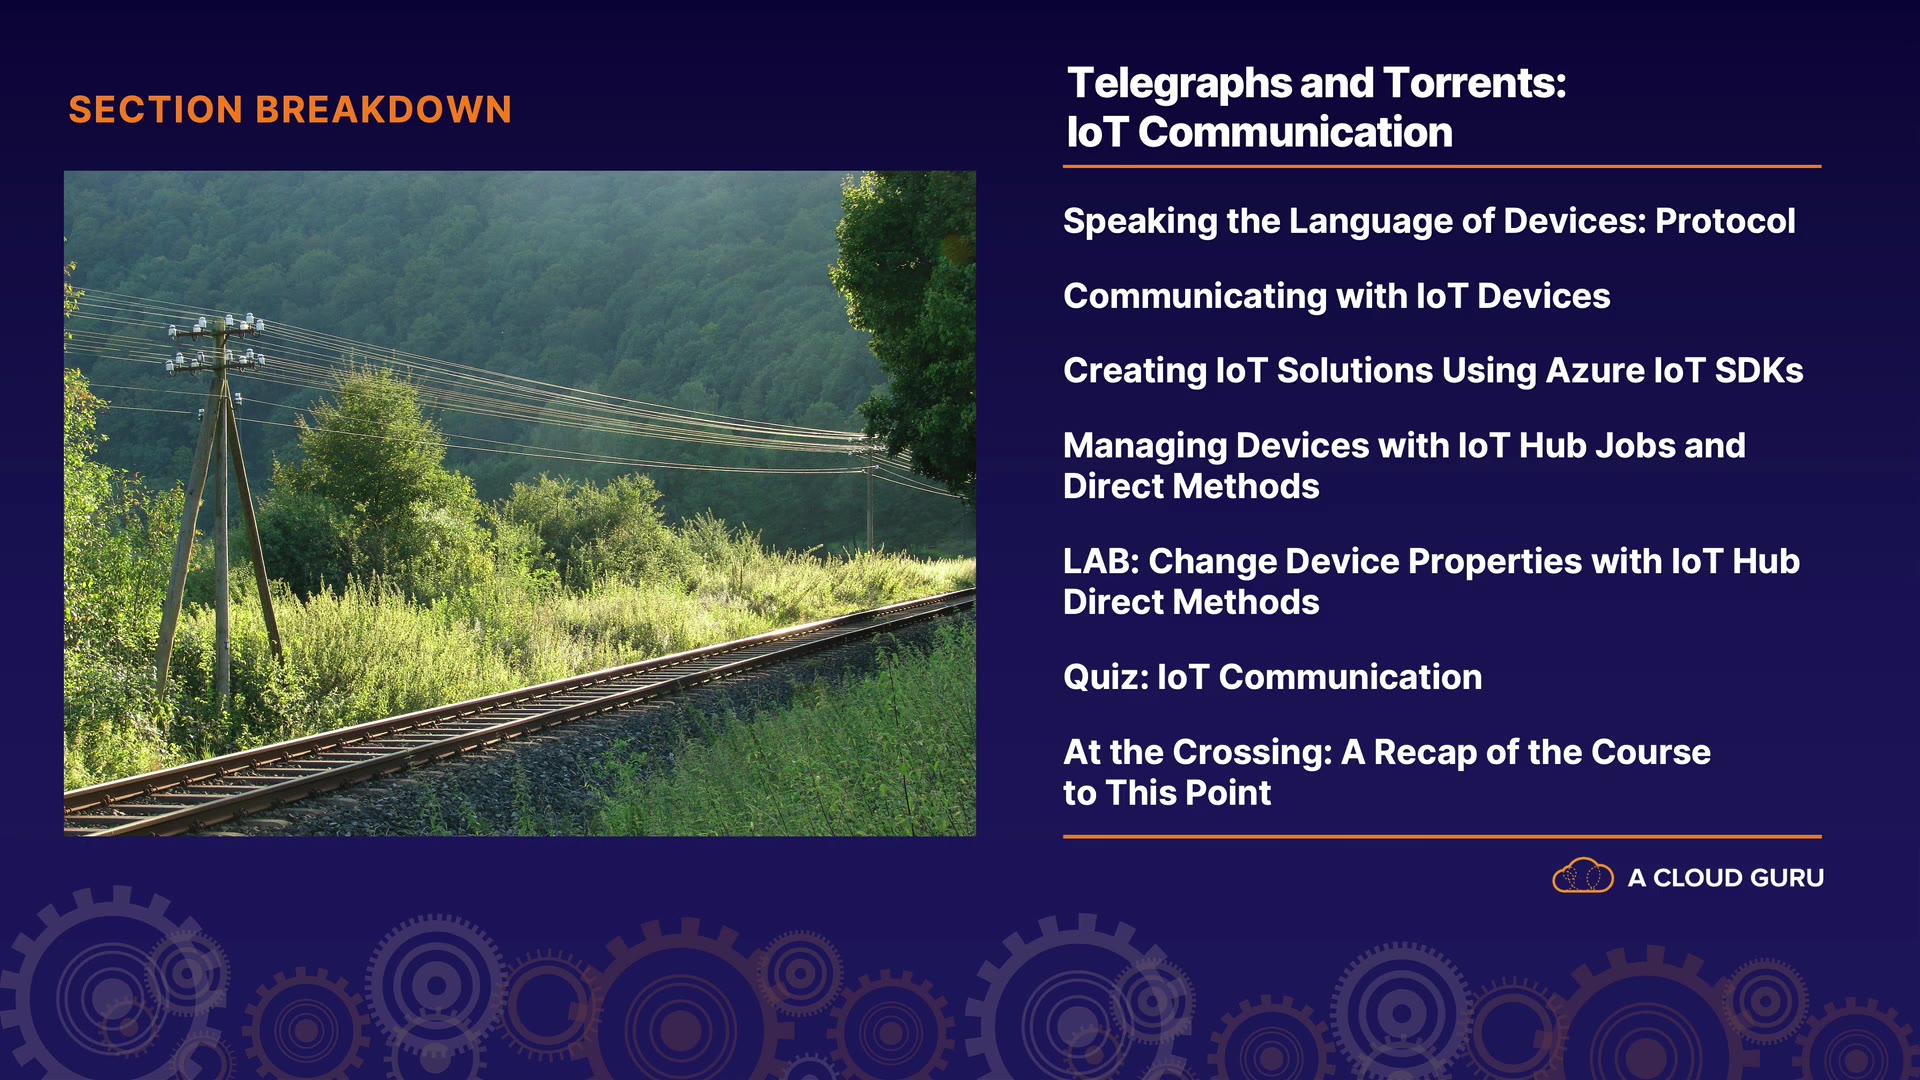 SECTION BREAKDOWN
Telegraphs and Torrents:
IoT Communication
Speaking the Language of Devices: Protocol
Communicating with IoT Devices
Creating IoT Solutions Using Azure IoT SDKs
Managing Devices with IoT Hub Jobs and
Direct Methods
LAB: Change Device Properties with IoT Hub
Direct Methods
Quiz: IoT Communication
At the Crossing: A Recap of the Course
to This Point
A CLOUD GURU